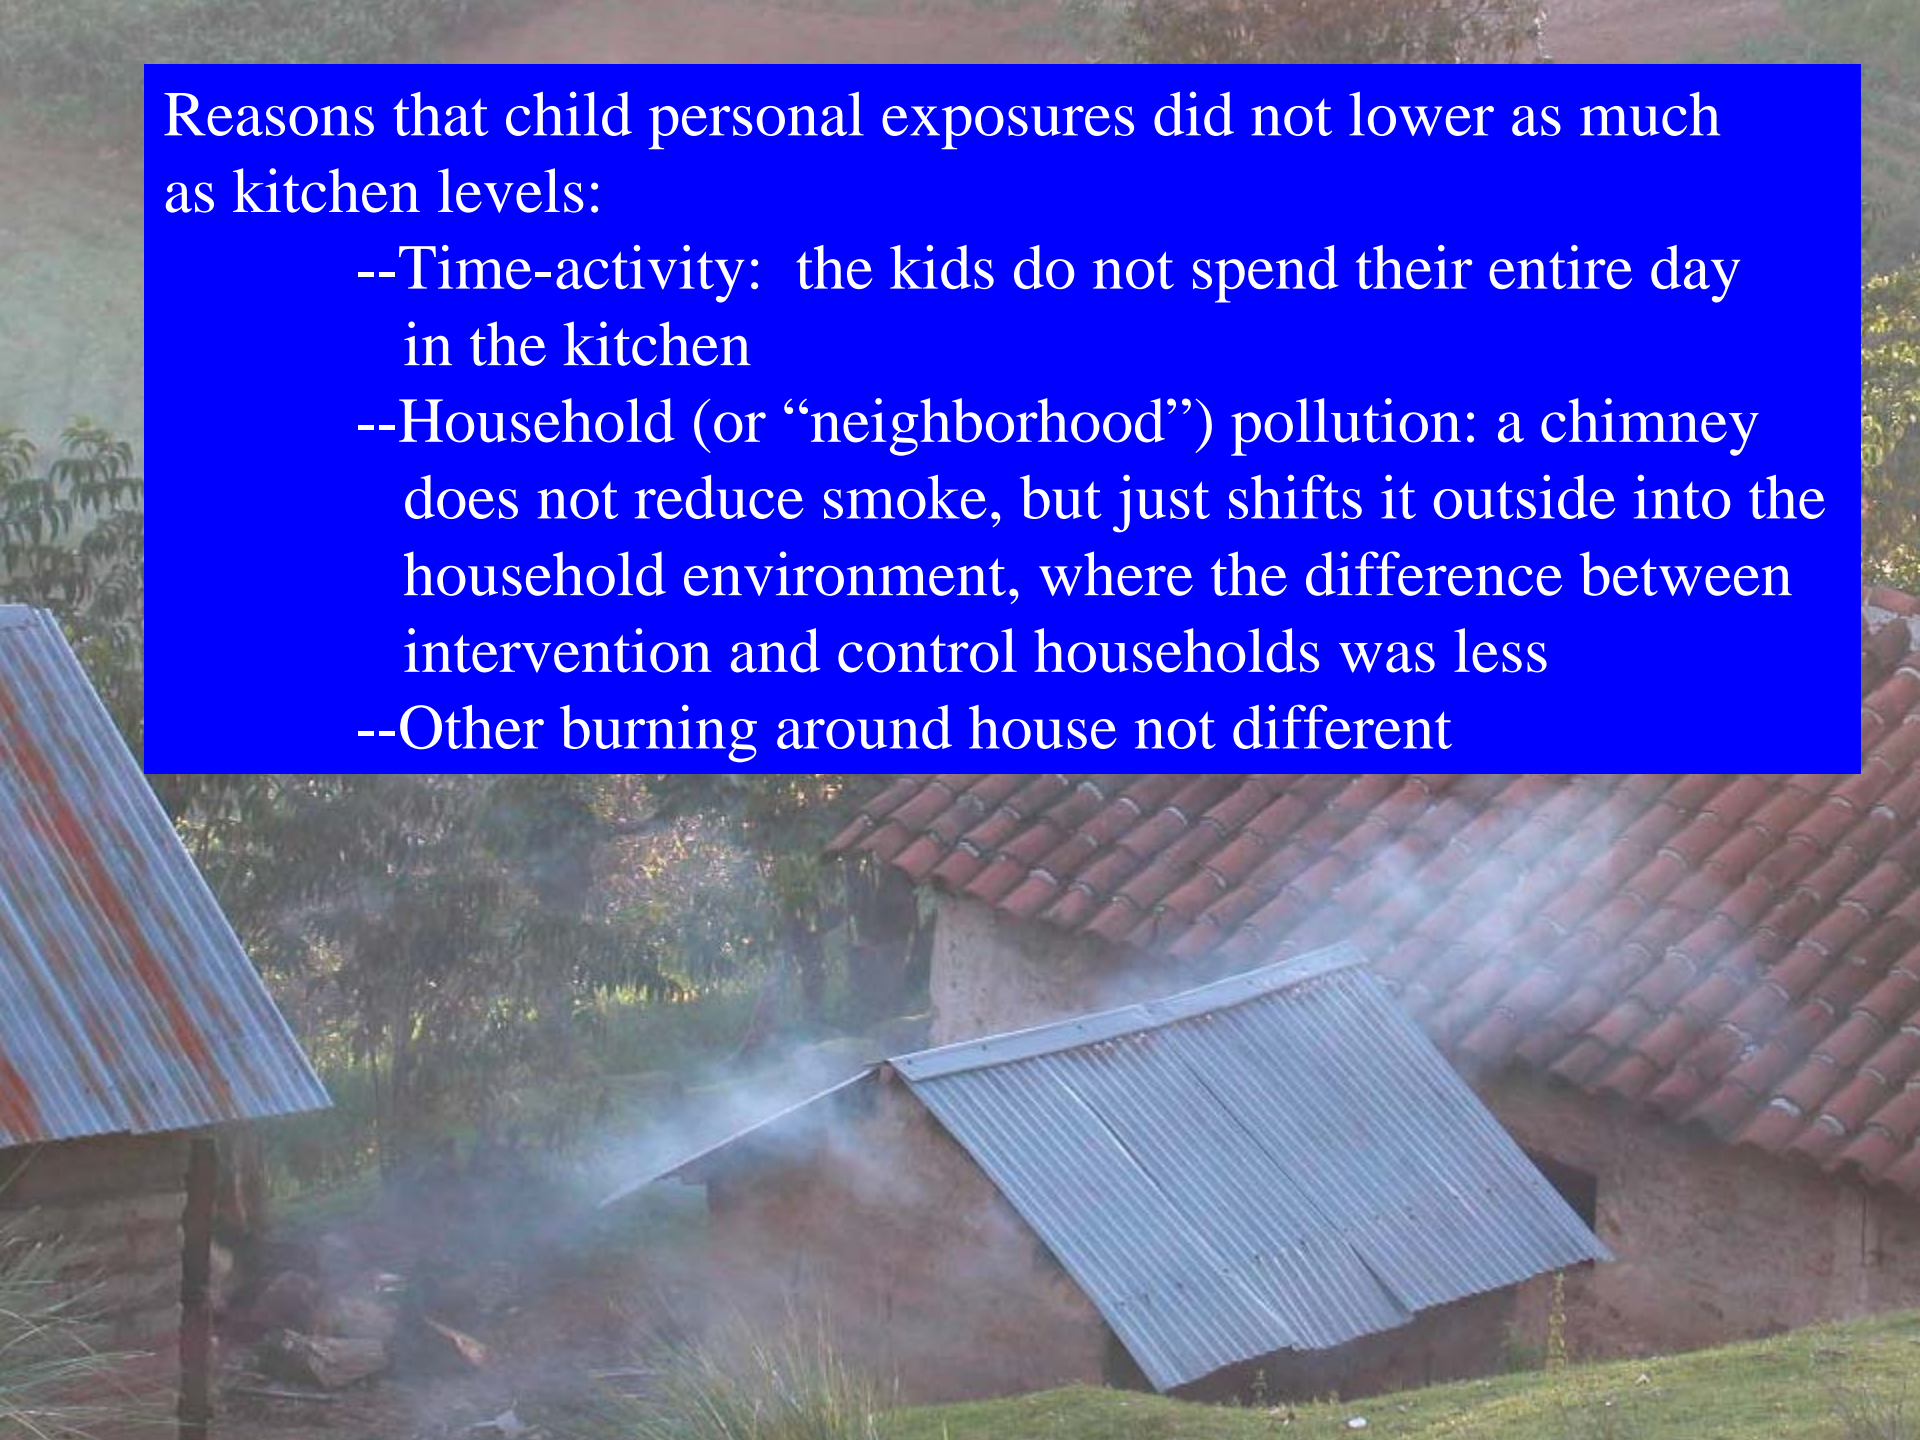 Reasons that child personal exposures did not lower as much
as kitchen levels:
--Time-activity:  the kids do not spend their entire day
in the kitchen
--Household (or “neighborhood”) pollution: a chimney
does not reduce smoke, but just shifts it outside into the
household environment, where the difference between
intervention and control households was less
--Other burning around house not different